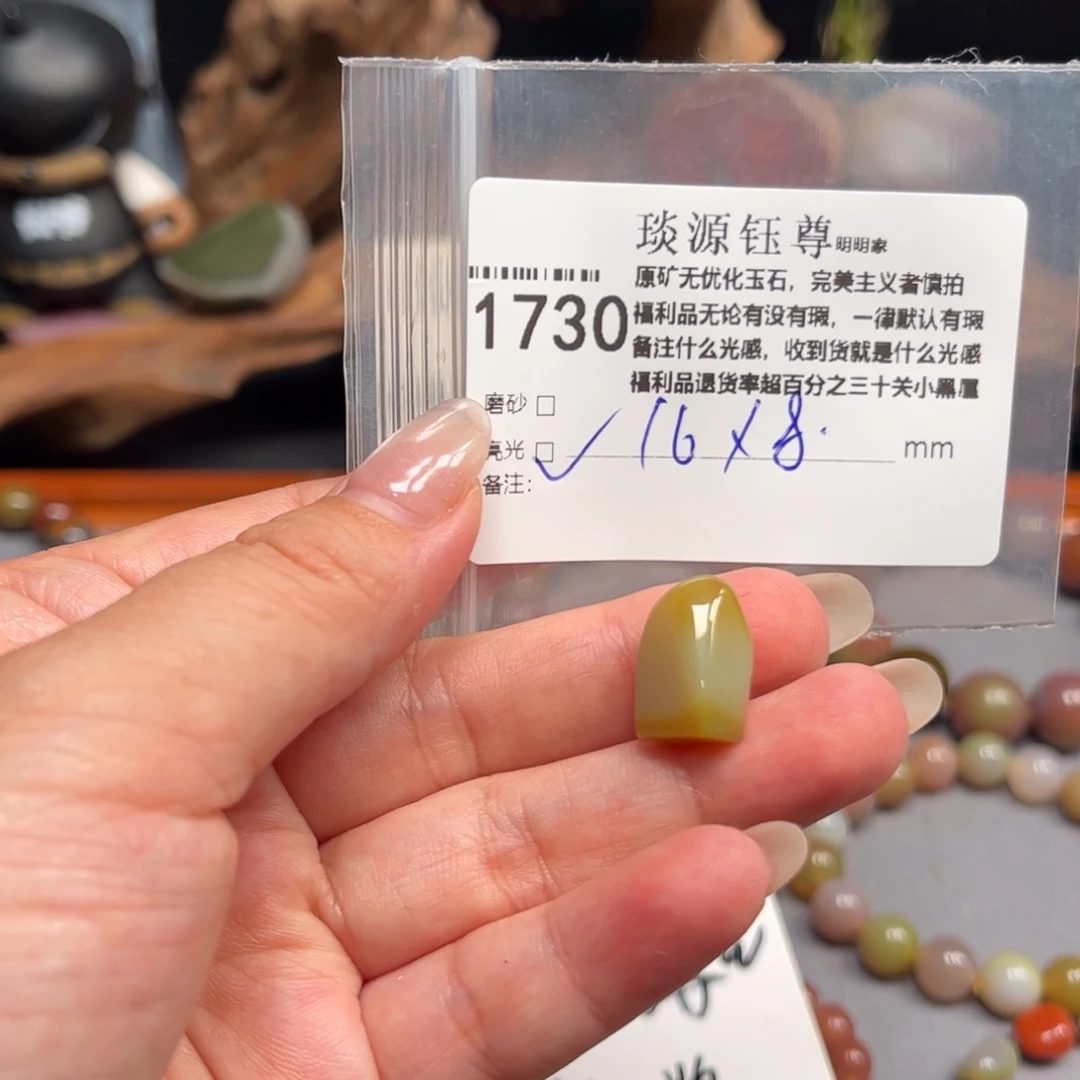 琰源钰尊明明家
原矿无优化玉石，完美主义者慎拍
1730
福利品无论有没有瑕，一律默认有瑕
备注什么光感，收到货就是什么光感
福利品退货率超百分之三十关小黑屋
磨砂 □
亮光 □ ✓ 16×8. mm
备注：